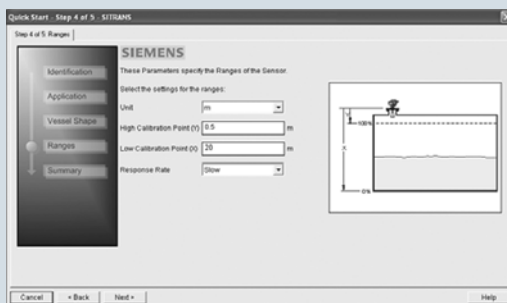 Quick Start - Step 4 of 5 - SITRANS
Step 4 of 5: Ranges
SIEMENS
Identification
Application
Vessel Shape
Ranges
Summary
These Parameters specify the Ranges of the Sensor.
Select the settings for the ranges:
Unit m
High Calibration Point (Y) 0.5 m
Low Calibration Point (X) 20 m
Response Rate Slow
Y
100%
X
0%
Cancel < Back Next > Help